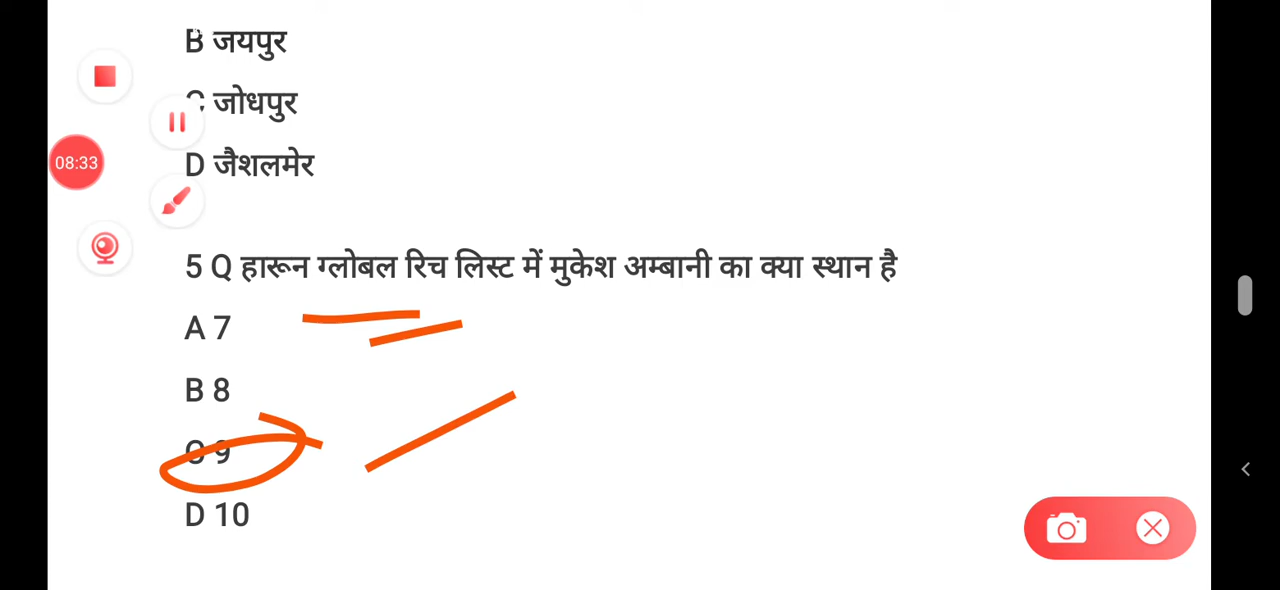 B जयपुर
C जोधपुर
08:33
D जैशलमेर
5 Q हारून ग्लोबल रिच लिस्ट में मुकेश अम्बानी का क्या स्थान है
A 7
B 8
C 9
D 10